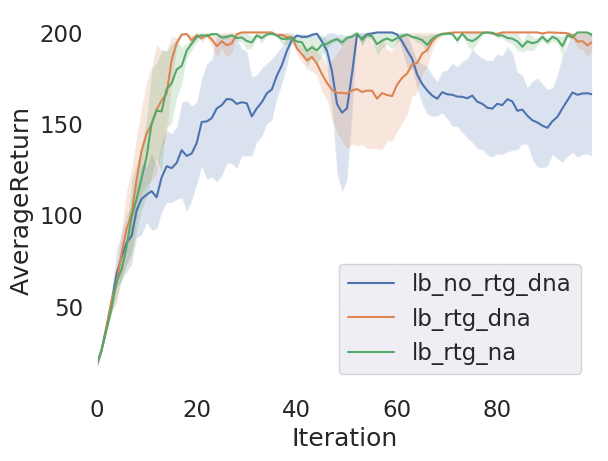 200
150
100
50
AverageReturn
lb_no_rtg_dna
lb_rtg_dna
lb_rtg_na
0 20 40 60 80
Iteration